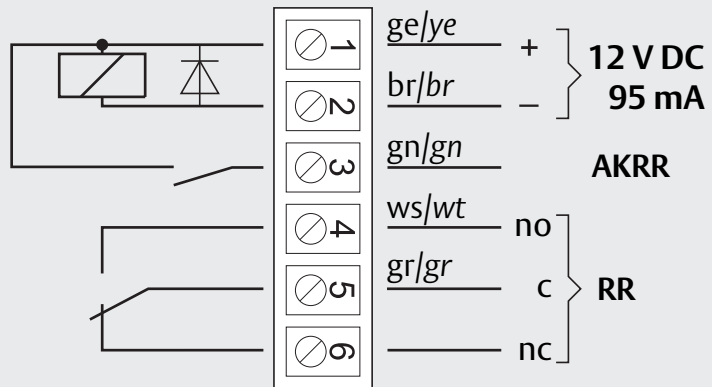 1 ge/ye + 12 V DC
2 br/br – 95 mA
3 gn/gn AKRR
4 ws/wt no
5 gr/gr c RR
6 nc